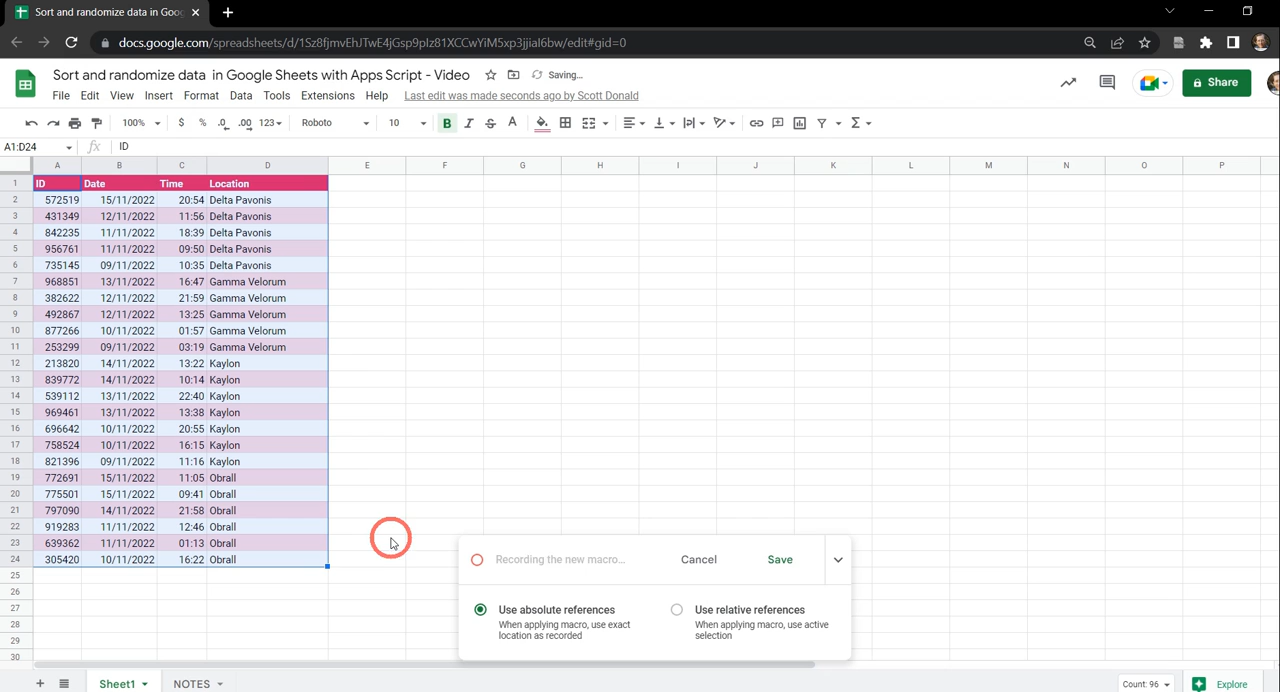 Sort and randomize data in Goog
docs.google.com/spreadsheets/d/1Sz8fjmvEhJTwE4jGsp9plz81XCCwYiM5xp3jjial6bw/edit#gid=0
Sort and randomize data in Google Sheets with Apps Script - Video Saving...
File Edit View Insert Format Data Tools Extensions Help Last edit was made seconds ago by Scott Donald
Share
100% $ % .0 .00 123 Roboto 10 B I S A
A1:D24 fx ID
A B C D E F G H I J K L M N O P
1 ID Date Time Location
2 572519 15/11/2022 20:54 Delta Pavonis
3 431349 12/11/2022 11:56 Delta Pavonis
4 842235 11/11/2022 18:39 Delta Pavonis
5 956761 11/11/2022 09:50 Delta Pavonis
6 735145 09/11/2022 10:35 Delta Pavonis
7 968851 13/11/2022 16:47 Gamma Velorum
8 382622 12/11/2022 21:59 Gamma Velorum
9 492867 12/11/2022 13:25 Gamma Velorum
10 877266 10/11/2022 01:57 Gamma Velorum
11 253299 09/11/2022 03:19 Gamma Velorum
12 213820 14/11/2022 13:22 Kaylon
13 839772 14/11/2022 10:14 Kaylon
14 539112 13/11/2022 22:40 Kaylon
15 969461 13/11/2022 13:38 Kaylon
16 696642 10/11/2022 20:55 Kaylon
17 758524 10/11/2022 16:15 Kaylon
18 821396 09/11/2022 11:16 Kaylon
19 772691 15/11/2022 11:05 Obrall
20 775501 15/11/2022 09:41 Obrall
21 797090 14/11/2022 21:58 Obrall
22 919283 11/11/2022 12:46 Obrall
23 639362 11/11/2022 01:13 Obrall
24 305420 10/11/2022 16:22 Obrall
25
26
27
28
29
30
Recording the new macro... Cancel Save
Use absolute references
When applying macro, use exact
location as recorded
Use relative references
When applying macro, use active
selection
Sheet1 NOTES Count: 96 Explore